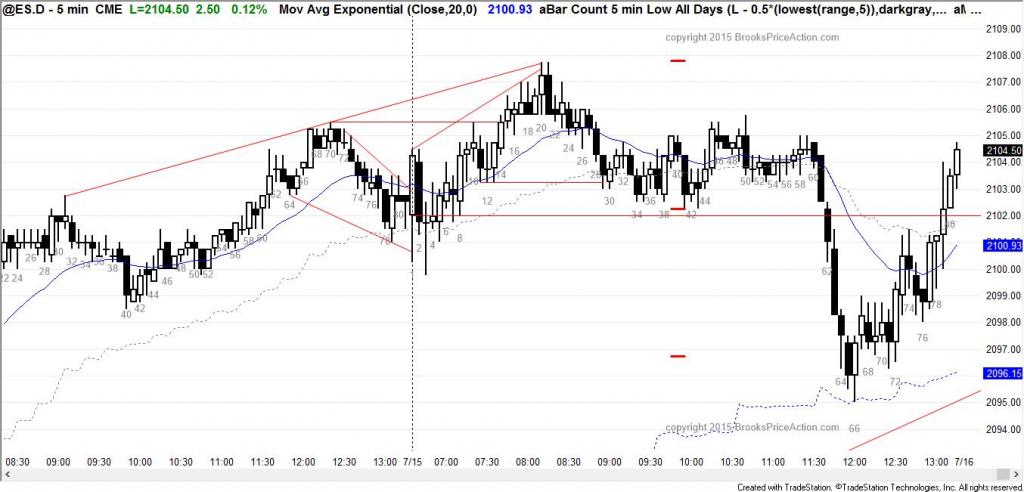 @ES.D - 5 min CME L=2104.50 2.50 0.12% Mov Avg Exponential (Close,20,0) 2100.93 aBar Count 5 min Low All Days (L - 0.5*(lowest(range,5)),darkgray,... aM ...
copyright 2015 BrooksPriceAction.com
2109.00
2108.00
2107.00
2106.00
2105.00
2104.50
2104.00
2103.00
2102.00
2100.93
2100.00
2099.00
2098.00
2097.00
2096.15
2095.00
2094.00
22 24 26 28 30 32 34 36 38 40 42 44 46 48 50 52 54 56 58 60 62 64 66 68 70 72 74 76 78 80
2 4 6 8 10 12 14 16 18 20 22 24 26 28 30 32 34 36 38 40 42 44 46 48 50 52 54 56 58 60 62 64 66 68 70 72 74 76 78 80
copyright 2015 BrooksPriceAction.com
08:30 09:00 09:30 10:00 10:30 11:00 11:30 12:00 12:30 13:00 7/15 07:00 07:30 08:00 08:30 09:00 09:30 10:00 10:30 11:00 11:30 12:00 12:30 13:00 7/16
Created with TradeStation. ©TradeStation Technologies, Inc. All rights reserved.